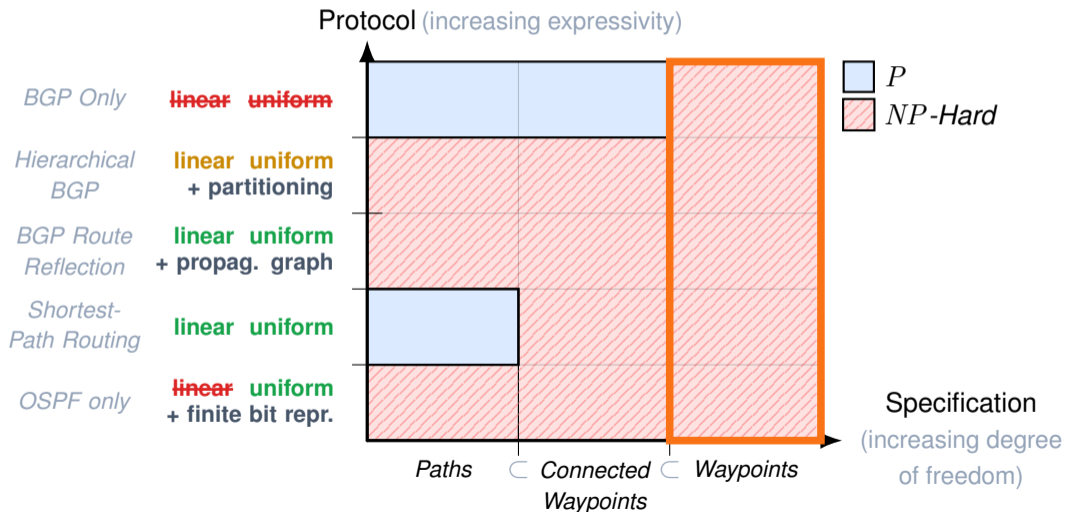 Protocol (increasing expressivity)
BGP Only linear uniform
P
NP-Hard
Hierarchical
BGP
linear uniform
+ partitioning
BGP Route
Reflection
linear uniform
+ propag. graph
Shortest-
Path Routing
linear uniform
OSPF only
linear uniform
+ finite bit repr.
Specification
(increasing degree
of freedom)
Paths ⊂ Connected ⊂ Waypoints
Waypoints